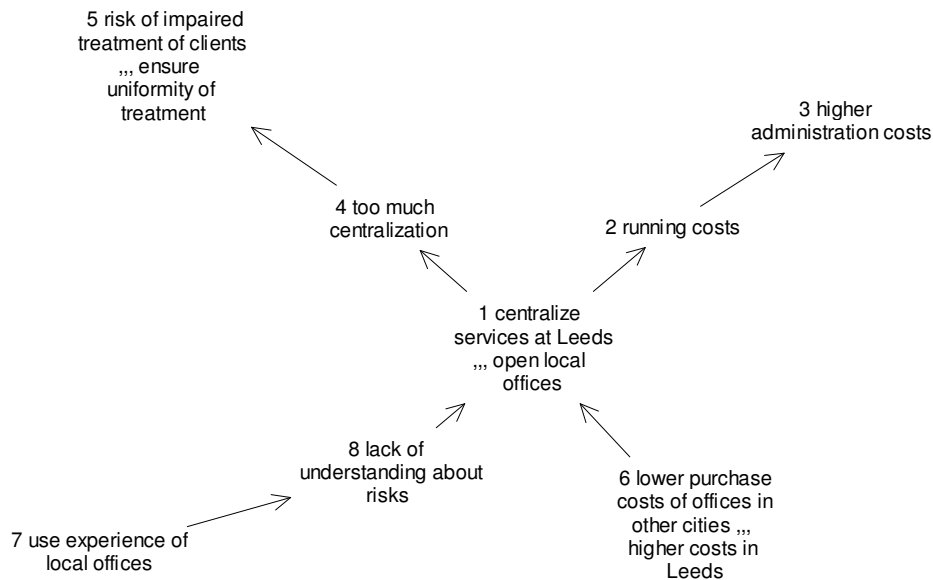 5 risk of impaired
treatment of clients
,,, ensure
uniformity of
treatment
3 higher
administration costs
4 too much
centralization
2 running costs
1 centralize
services at Leeds
,,, open local
offices
8 lack of
understanding about
risks
6 lower purchase
costs of offices in
other cities ,,,
higher costs in
Leeds
7 use experience of
local offices